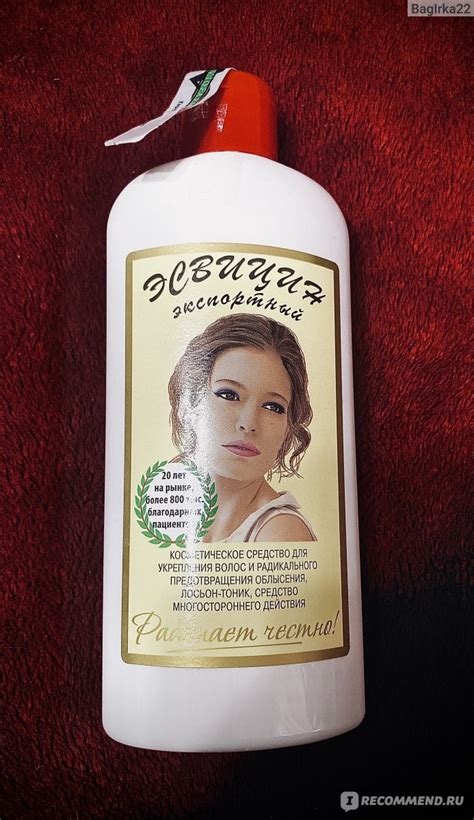 BagIrka22
ЭСВИЦИН
экспортный
20 лет
на рынке,
более 800 тыс.
благодарных
пациентов
КОСМЕТИЧЕСКОЕ СРЕДСТВО ДЛЯ
УКРЕПЛЕНИЯ ВОЛОС И РАДИКАЛЬНОГО
ПРЕДОТВРАЩЕНИЯ ОБЛЫСЕНИЯ,
ЛОСЬОН-ТОНИК, СРЕДСТВО
МНОГОСТОРОННЕГО ДЕЙСТВИЯ
Работает честно!
IRECOMMEND.RU